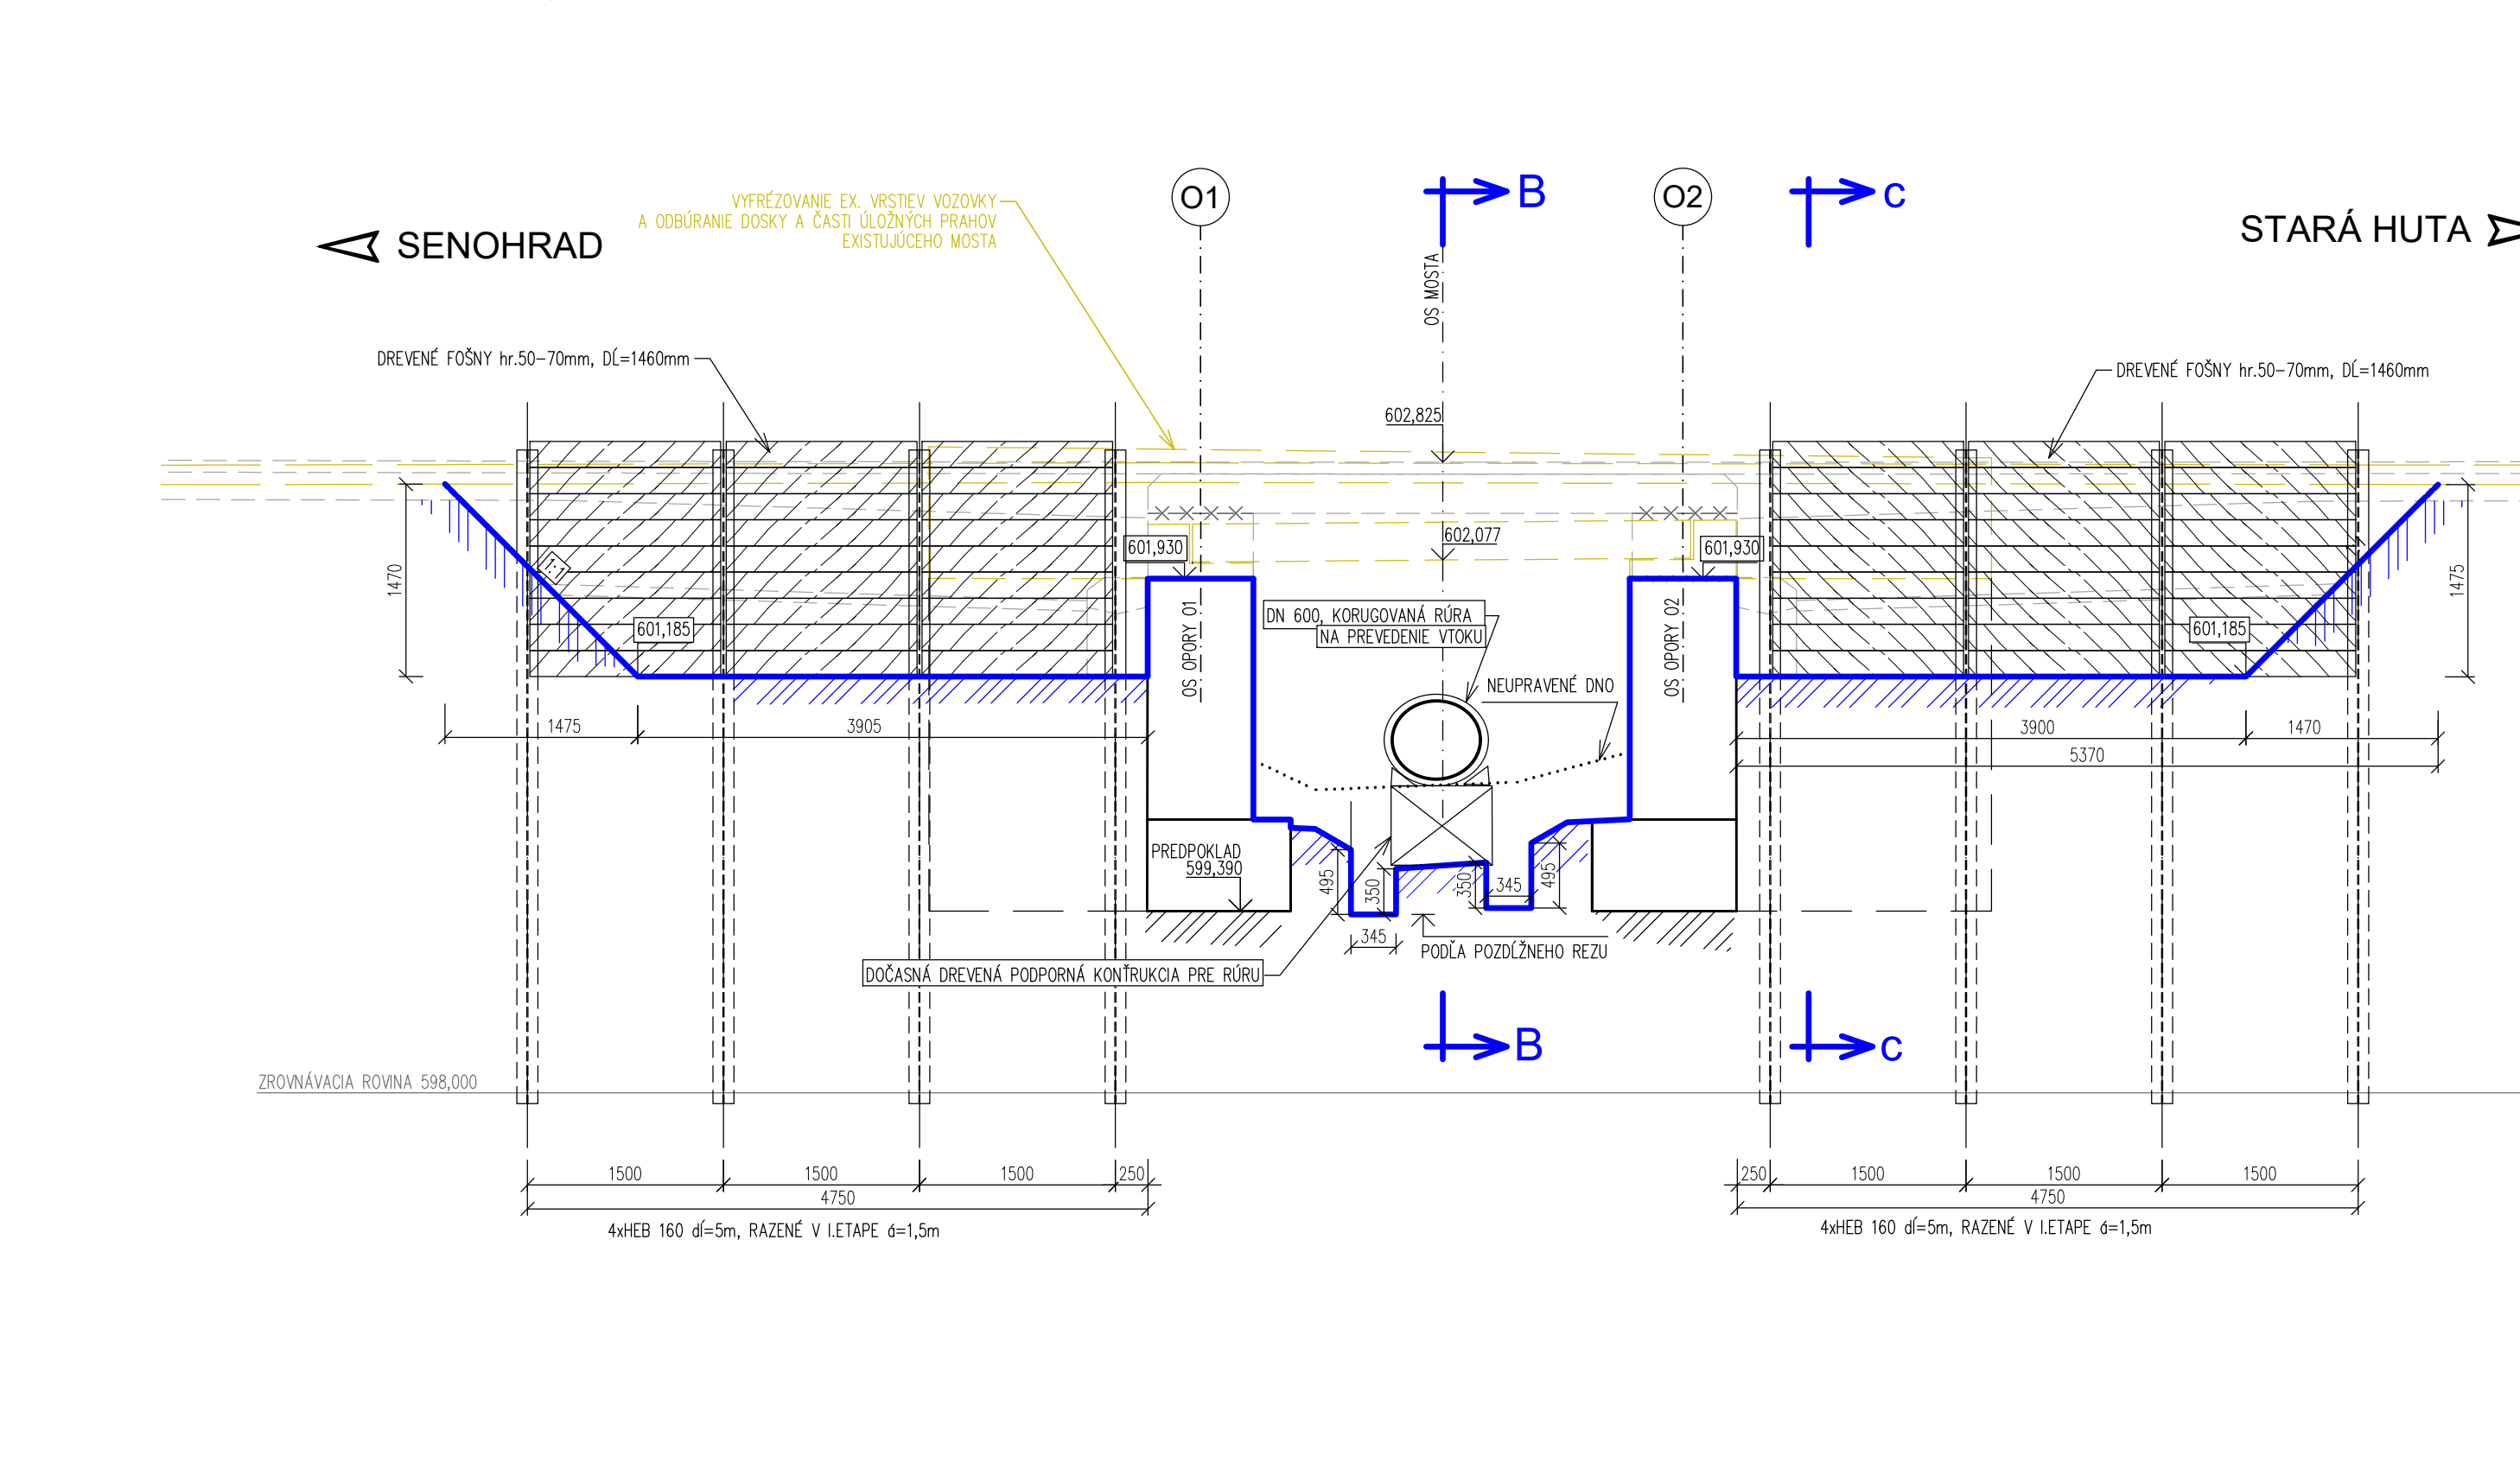 VYFRÉZOVANIE EX. VRSTIEV VOZOVKY
A ODBÚRANIE DOSKY A ČASTI ÚLOŽNÝCH PRAHOV
EXISTUJÚCEHO MOSTA
O1
B
O2
c
SENOHRAD
STARÁ HUTA
OS MOSTA
DREVENÉ FOŠNY hr.50-70mm, DĹ=1460mm
DREVENÉ FOŠNY hr.50-70mm, DĹ=1460mm
602,825
602,077
601,930
601,930
1:1
1470
1475
601,185
601,185
OS OPORY O1
OS OPORY O2
DN 600, KORUGOVANÁ RÚRA
NA PREVEDENIE VTOKU
NEUPRAVENÉ DNO
1475
3905
3900
1470
5370
PREDPOKLAD
599,390
495
350
350
345
495
345
PODĽA POZDĹŽNEHO REZU
DOČASNÁ DREVENÁ PODPORNÁ KONŤRUKCIA PRE RÚRU
B
c
ZROVNÁVACIA ROVINA 598,000
1500
1500
1500
250
250
1500
1500
1500
4750
4750
4xHEB 160 dĺ=5m, RAZENÉ V I.ETAPE á=1,5m
4xHEB 160 dĺ=5m, RAZENÉ V I.ETAPE á=1,5m